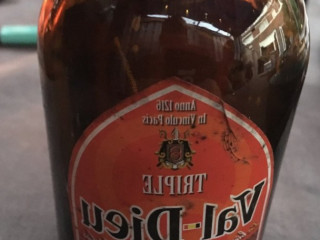 Anno 1216
In Vinculo Pacis
TRIPLE
Val-Dieu